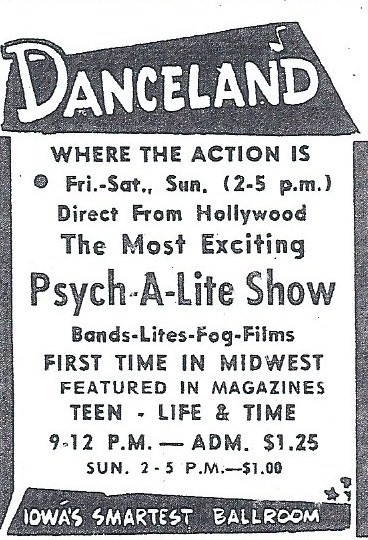 DANCELAND
WHERE THE ACTION IS
Fri.-Sat., Sun. (2-5 p.m.)
Direct From Hollywood
The Most Exciting
Psych-A-Lite Show
Bands-Lites-Fog-Films
FIRST TIME IN MIDWEST
FEATURED IN MAGAZINES
TEEN - LIFE & TIME
9-12 P.M. — ADM. $1.25
SUN. 2-5 P.M.—$1.00
IOWA'S SMARTEST BALLROOM